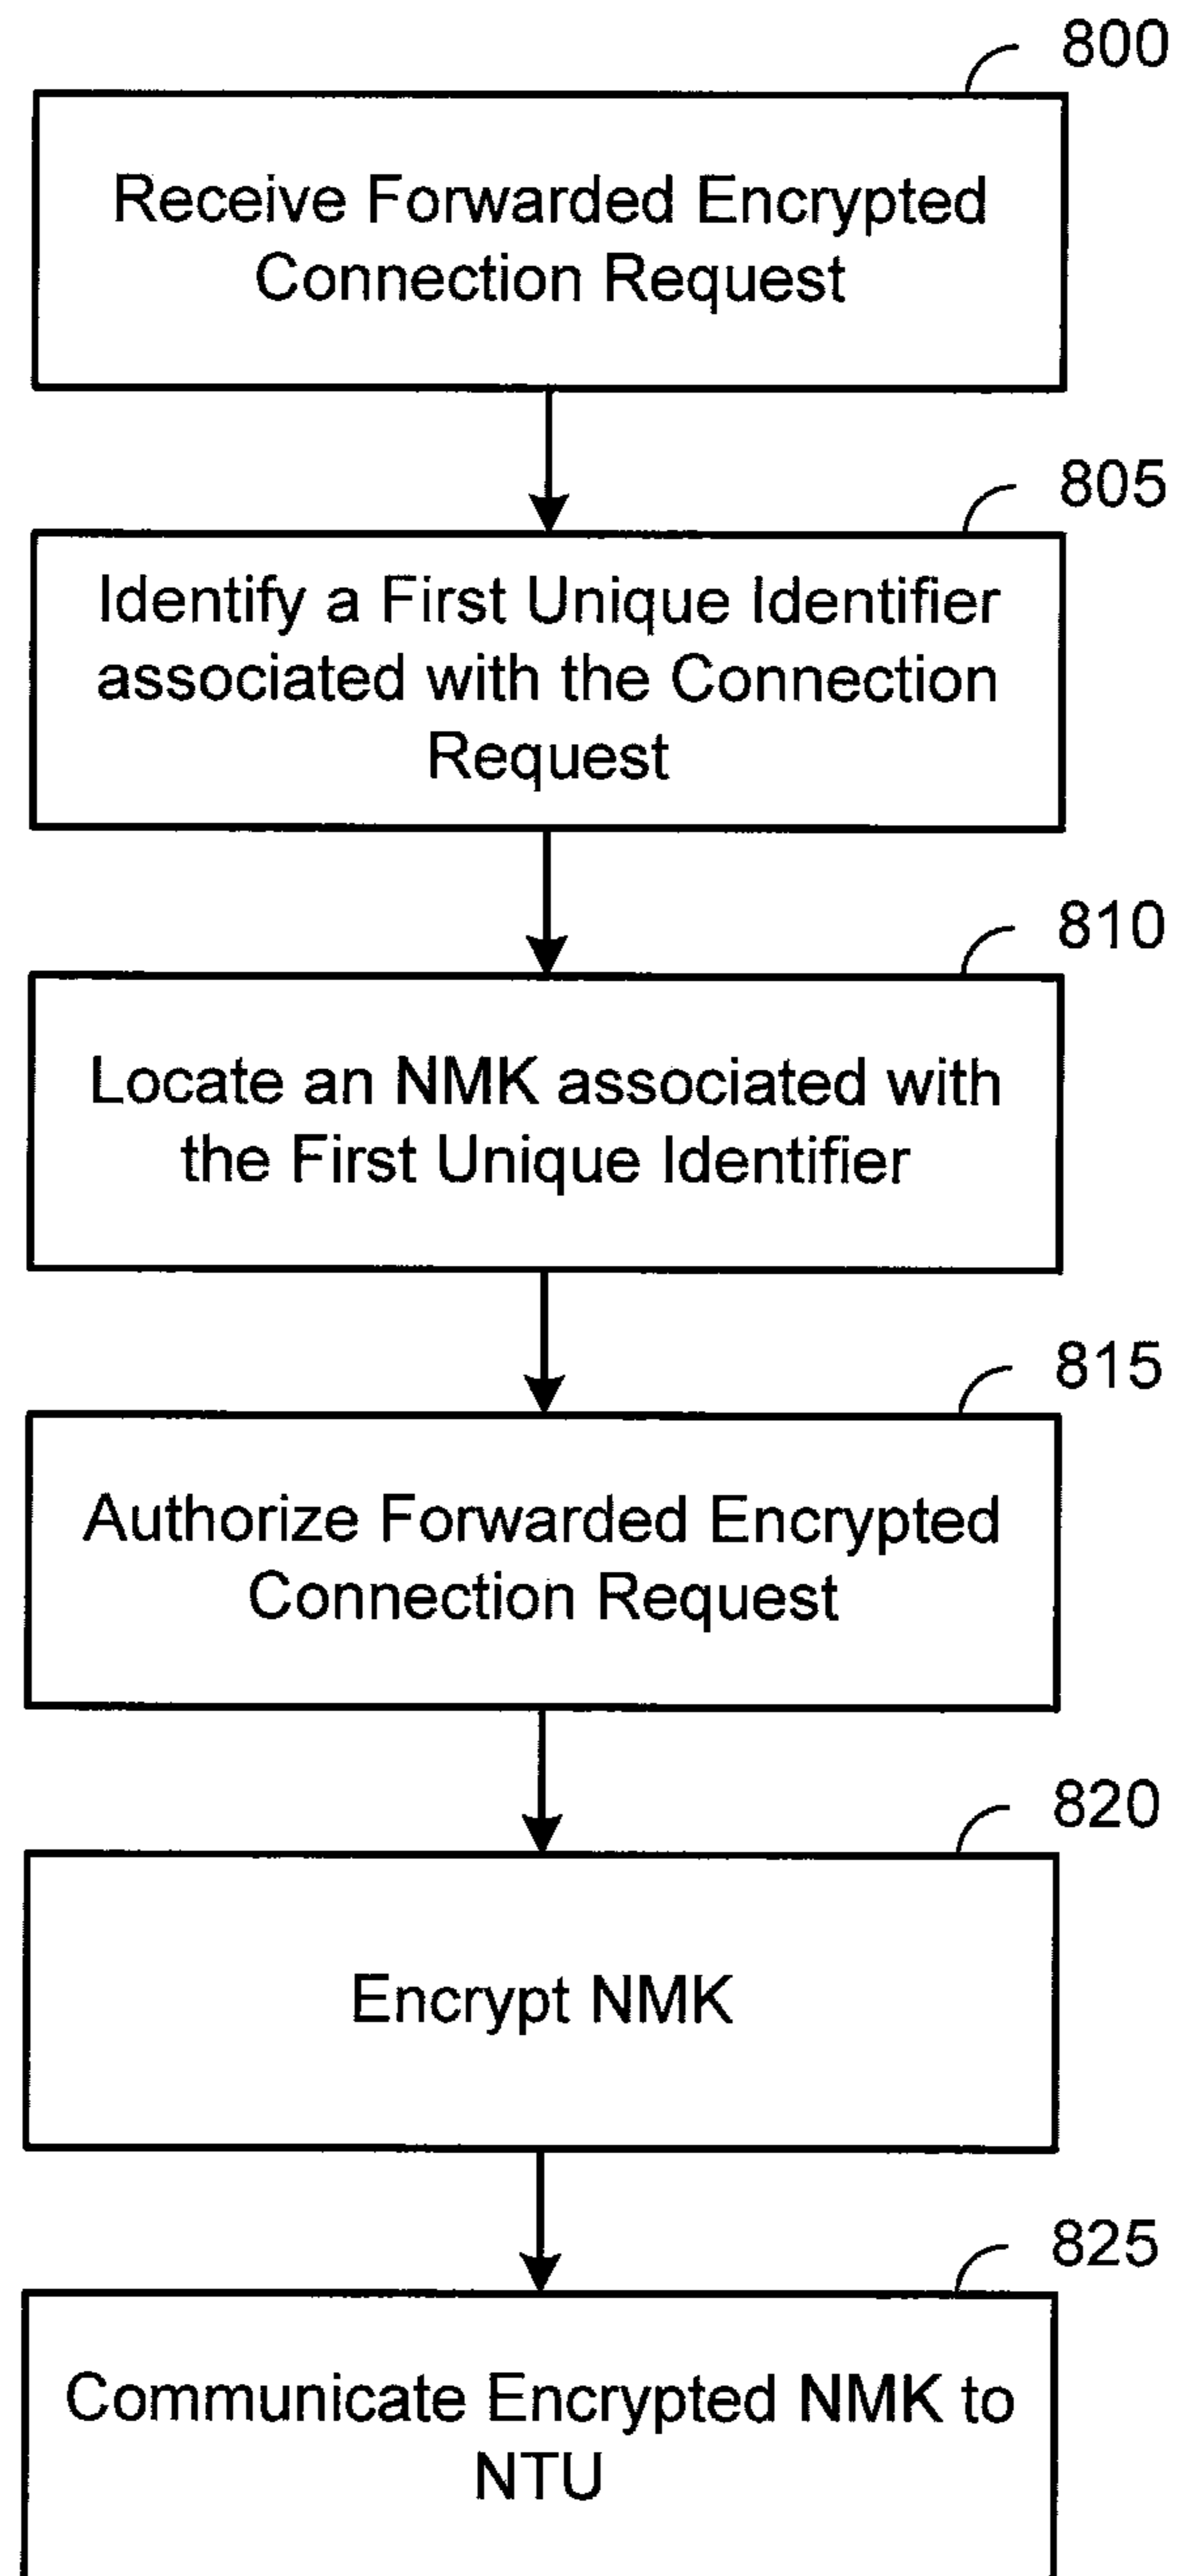 800
Receive Forwarded Encrypted
Connection Request
805
Identify a First Unique Identifier
associated with the Connection
Request
810
Locate an NMK associated with
the First Unique Identifier
815
Authorize Forwarded Encrypted
Connection Request
820
Encrypt NMK
825
Communicate Encrypted NMK to
NTU